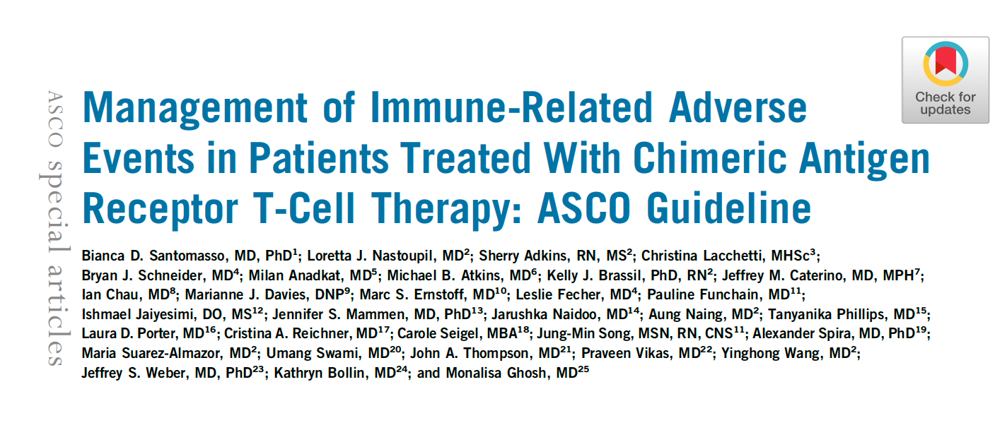 Check for
updates
ASCO special articles
Management of Immune-Related Adverse
Events in Patients Treated With Chimeric Antigen
Receptor T-Cell Therapy: ASCO Guideline
Bianca D. Santomasso, MD, PhD¹; Loretta J. Nastoupil, MD²; Sherry Adkins, RN, MS²; Christina Lacchetti, MHSc³;
Bryan J. Schneider, MD⁴; Milan Anadkat, MD⁵; Michael B. Atkins, MD⁶; Kelly J. Brassil, PhD, RN²; Jeffrey M. Caterino, MD, MPH⁷;
Ian Chau, MD⁸; Marianne J. Davies, DNP⁹; Marc S. Ernstoff, MD¹⁰; Leslie Fecher, MD⁴; Pauline Funchain, MD¹¹;
Ishmael Jaiyesimi, DO, MS¹²; Jennifer S. Mammen, MD, PhD¹³; Jarushka Naidoo, MD¹⁴; Aung Naing, MD²; Tanyanika Phillips, MD¹⁵;
Laura D. Porter, MD¹⁶; Cristina A. Reichner, MD¹⁷; Carole Seigel, MBA¹⁸; Jung-Min Song, MSN, RN, CNS¹¹; Alexander Spira, MD, PhD¹⁹;
Maria Suarez-Almazor, MD²; Umang Swami, MD²⁰; John A. Thompson, MD²¹; Praveen Vikas, MD²²; Yinghong Wang, MD²;
Jeffrey S. Weber, MD, PhD²³; Kathryn Bollin, MD²⁴; and Monalisa Ghosh, MD²⁵